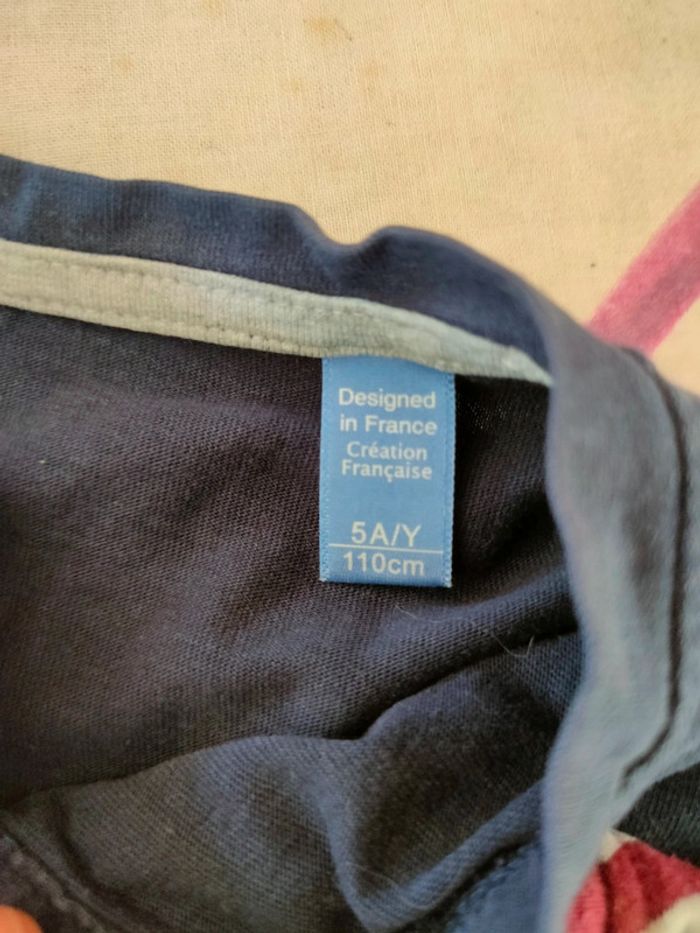 Designed
in France
Création
Française
5A/Y
110cm